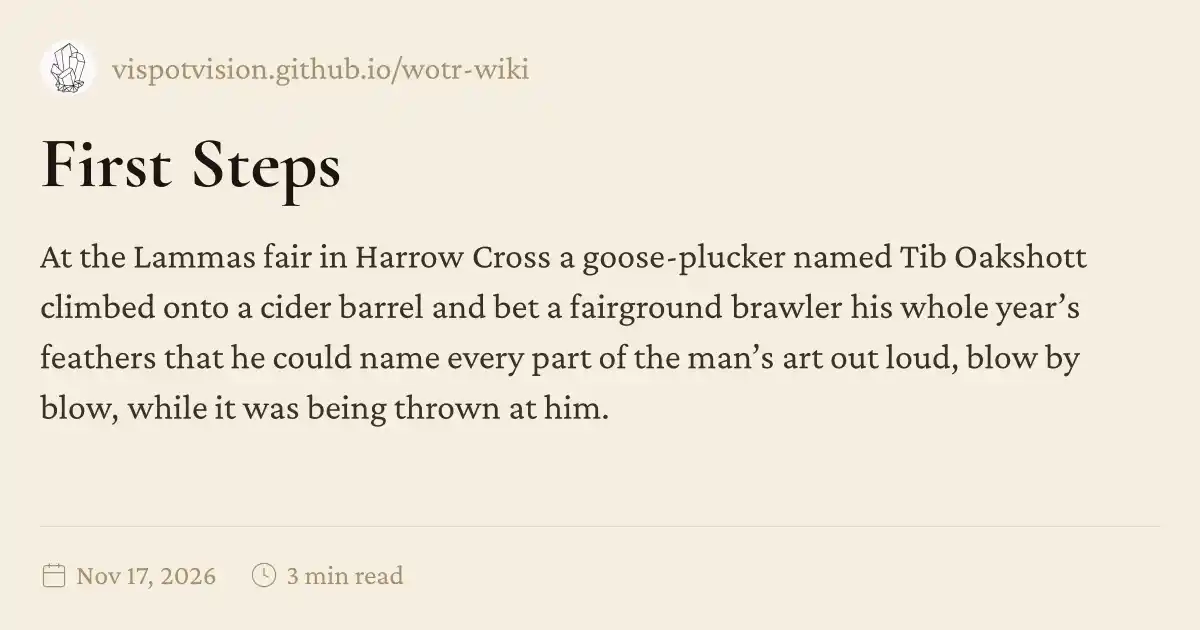 vispotvision.github.io/wotr-wiki
First Steps
At the Lammas fair in Harrow Cross a goose-plucker named Tib Oakshott
climbed onto a cider barrel and bet a fairground brawler his whole year’s
feathers that he could name every part of the man’s art out loud, blow by
blow, while it was being thrown at him.
Nov 17, 2026
3 min read